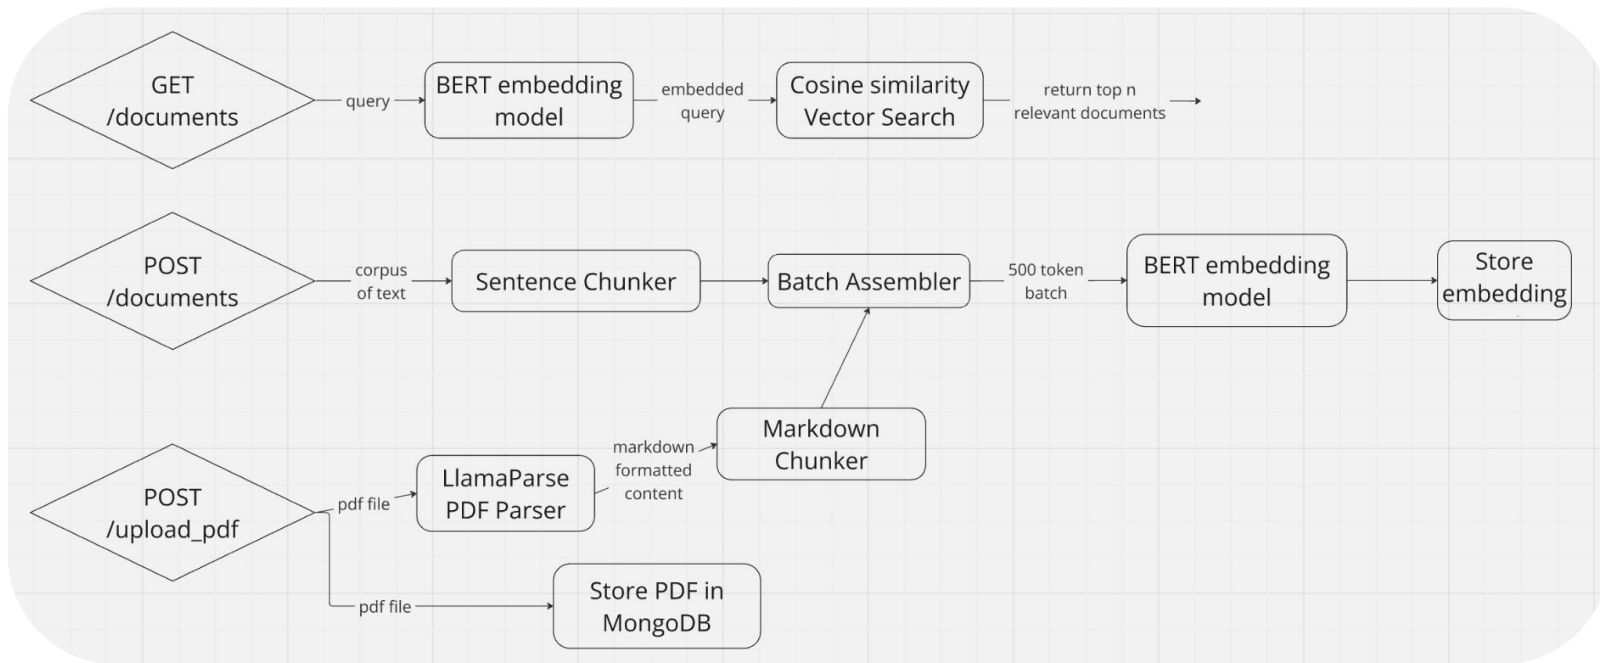 GET
/documents
query
BERT embedding
model
embedded
query
Cosine similarity
Vector Search
return top n
relevant documents
POST
/documents
corpus
of text
Sentence Chunker
Batch Assembler
500 token
batch
BERT embedding
model
Store
embedding
POST
/upload_pdf
pdf file
LlamaParse
PDF Parser
markdown
formatted
content
Markdown
Chunker
pdf file
Store PDF in
MongoDB